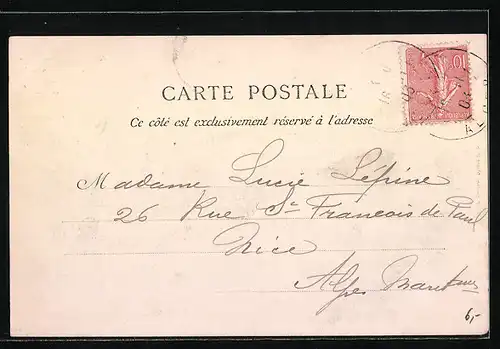 10
CARTE POSTALE
Ce côté est exclusivement réservé à l'adresse
Madame Lucie Lépine
26 Rue St Francois de Paul
Nice
Alpes Maritimes
6,-